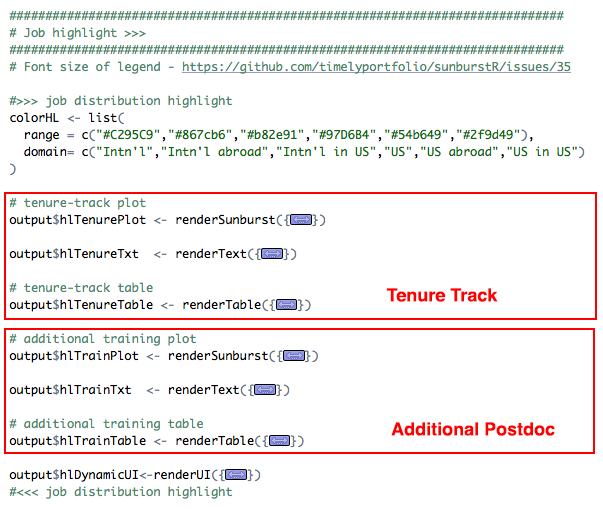 ##########################################################################
# Job highlight >>>
##########################################################################
# Font size of legend - https://github.com/timelyportfolio/sunburstR/issues/35
#>>> job distribution highlight
colorHL <- list(
  range = c("#C295C9","#867cb6","#b82e91","#97D6B4","#54b649","#2f9d49"),
  domain= c("Intn'l","Intn'l abroad","Intn'l in US","US","US abroad","US in US")
)
# tenure-track plot
output$hlTenurePlot <- renderSunburst({})
output$hlTenureTxt  <- renderText({})
# tenure-track table
output$hlTenureTable <- renderTable({})
Tenure Track
# additional training plot
output$hlTrainPlot <- renderSunburst({})
output$hlTrainTxt  <- renderText({})
# additional training table
output$hlTrainTable <- renderTable({})
Additional Postdoc
output$hlDynamicUI<-renderUI({})
#<<< job distribution highlight